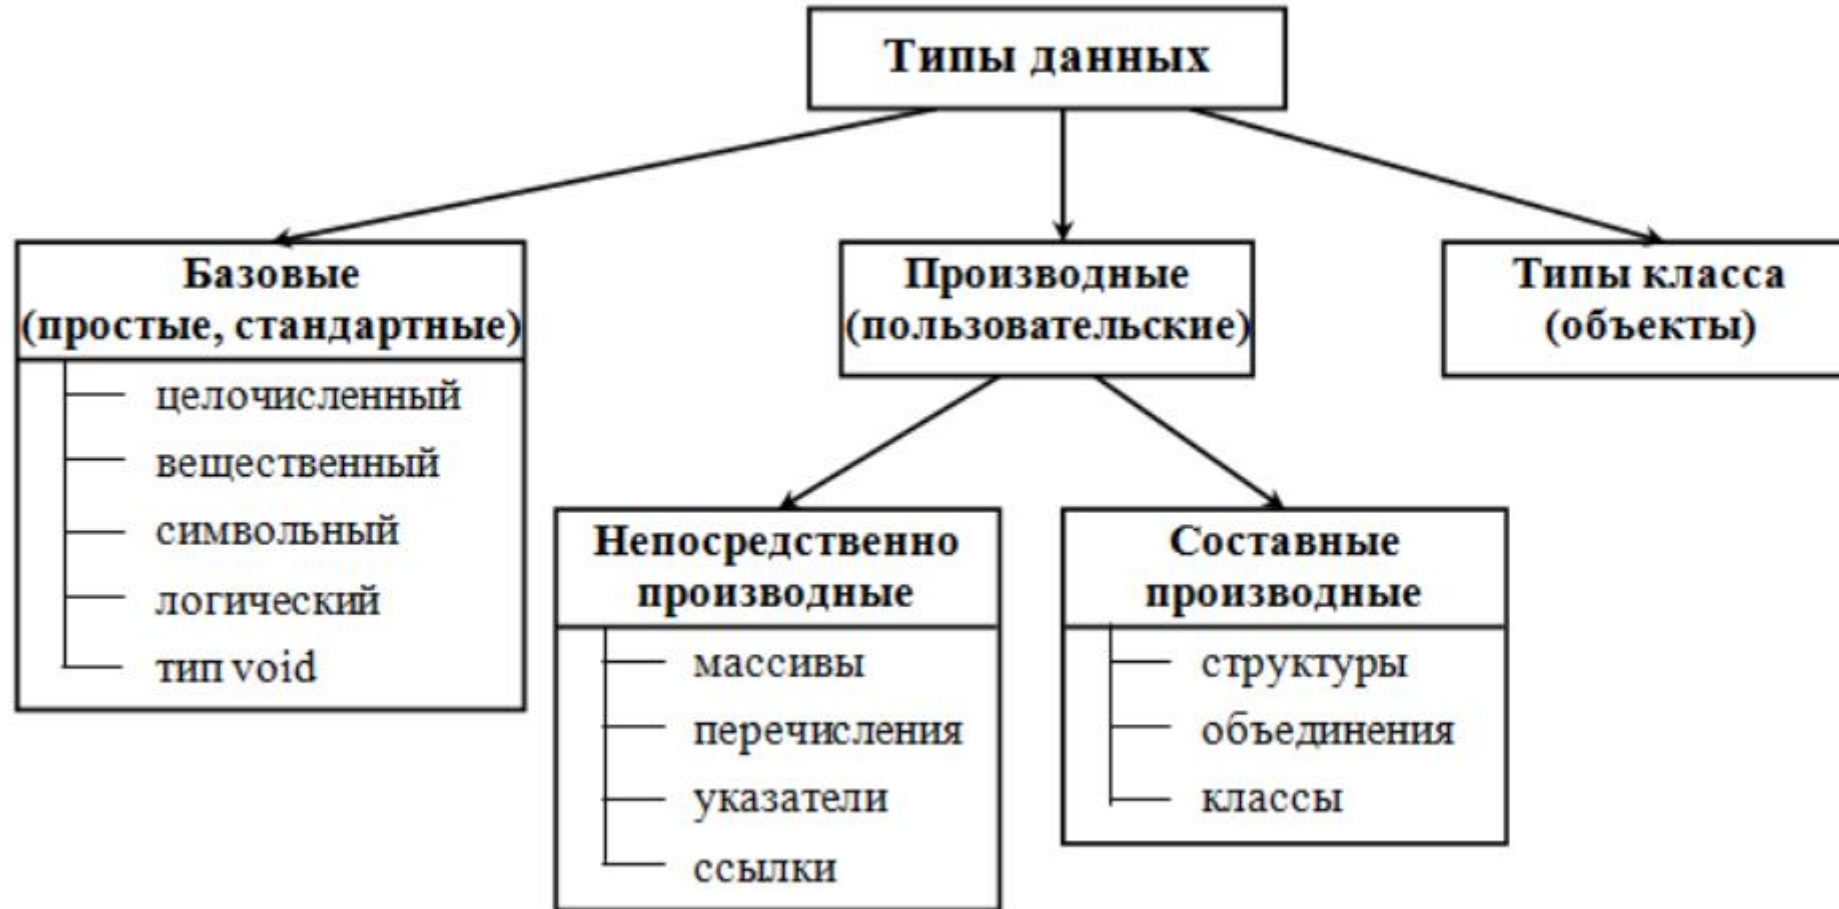 Типы данных
Базовые
(простые, стандартные)
целочисленный
вещественный
символьный
логический
тип void
Производные
(пользовательские)
Непосредственно
производные
массивы
перечисления
указатели
ссылки
Составные
производные
структуры
объединения
классы
Типы класса
(объекты)